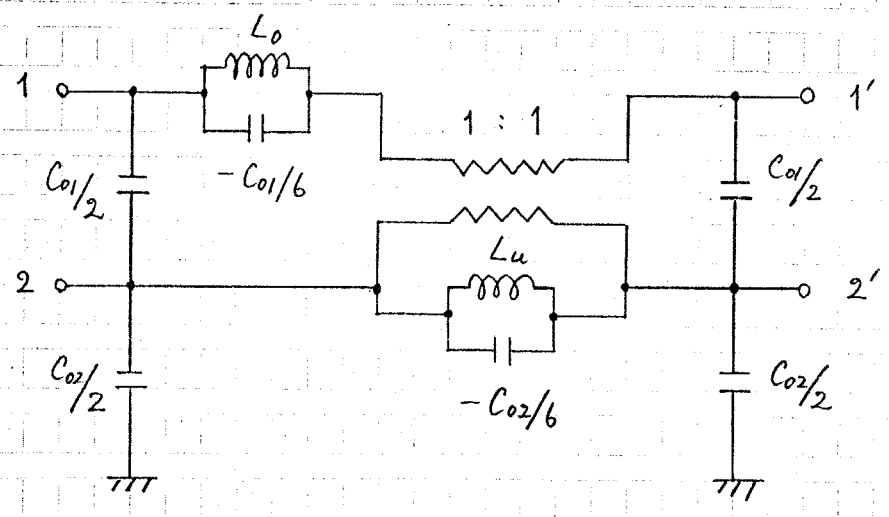 L₀
1
1'
1 : 1
C₀₁/2
-C₀₁/6
C₀₁/2
2
Lu
2'
C₀₂/2
-C₀₂/6
C₀₂/2